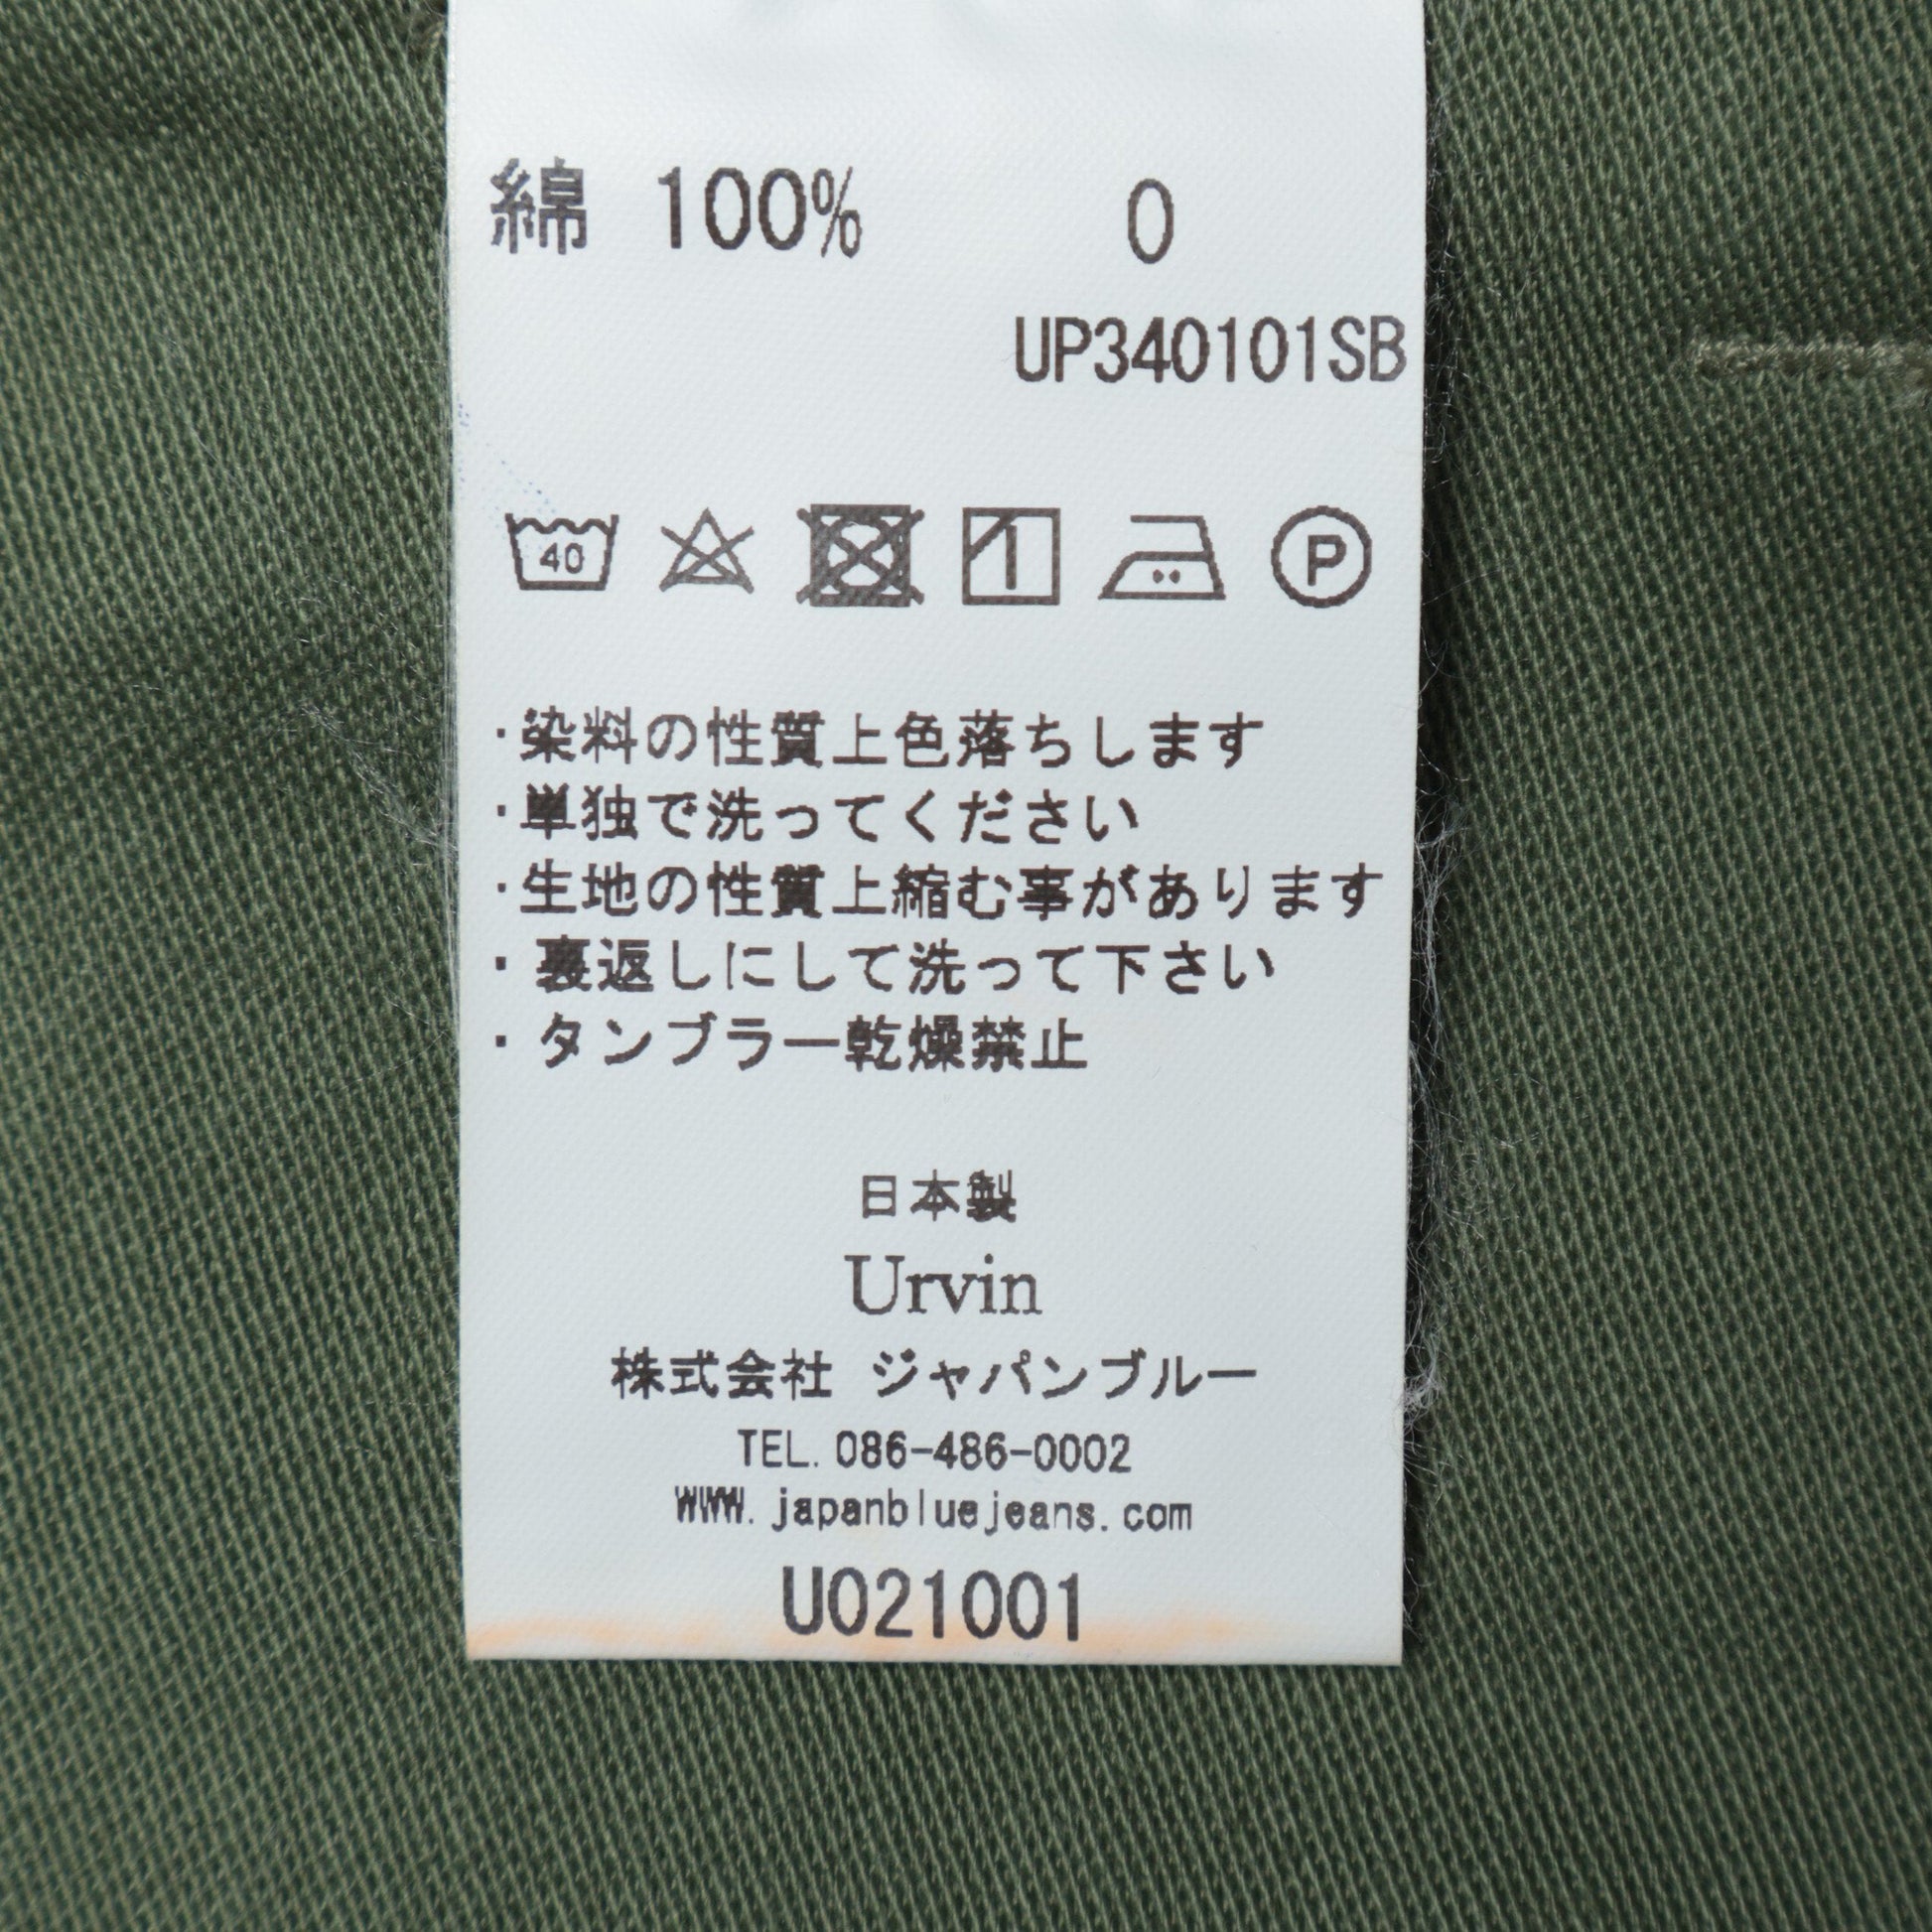 綿 100% 0
UP340101SB
40 P
・染料の性質上色落ちします
・単独で洗ってください
・生地の性質上縮む事があります
・裏返しにして洗って下さい
・タンブラー乾燥禁止
日本製
Urvin
株式会社 ジャパンブルー
TEL. 086-486-0002
www.japanbluejeans.com
U021001